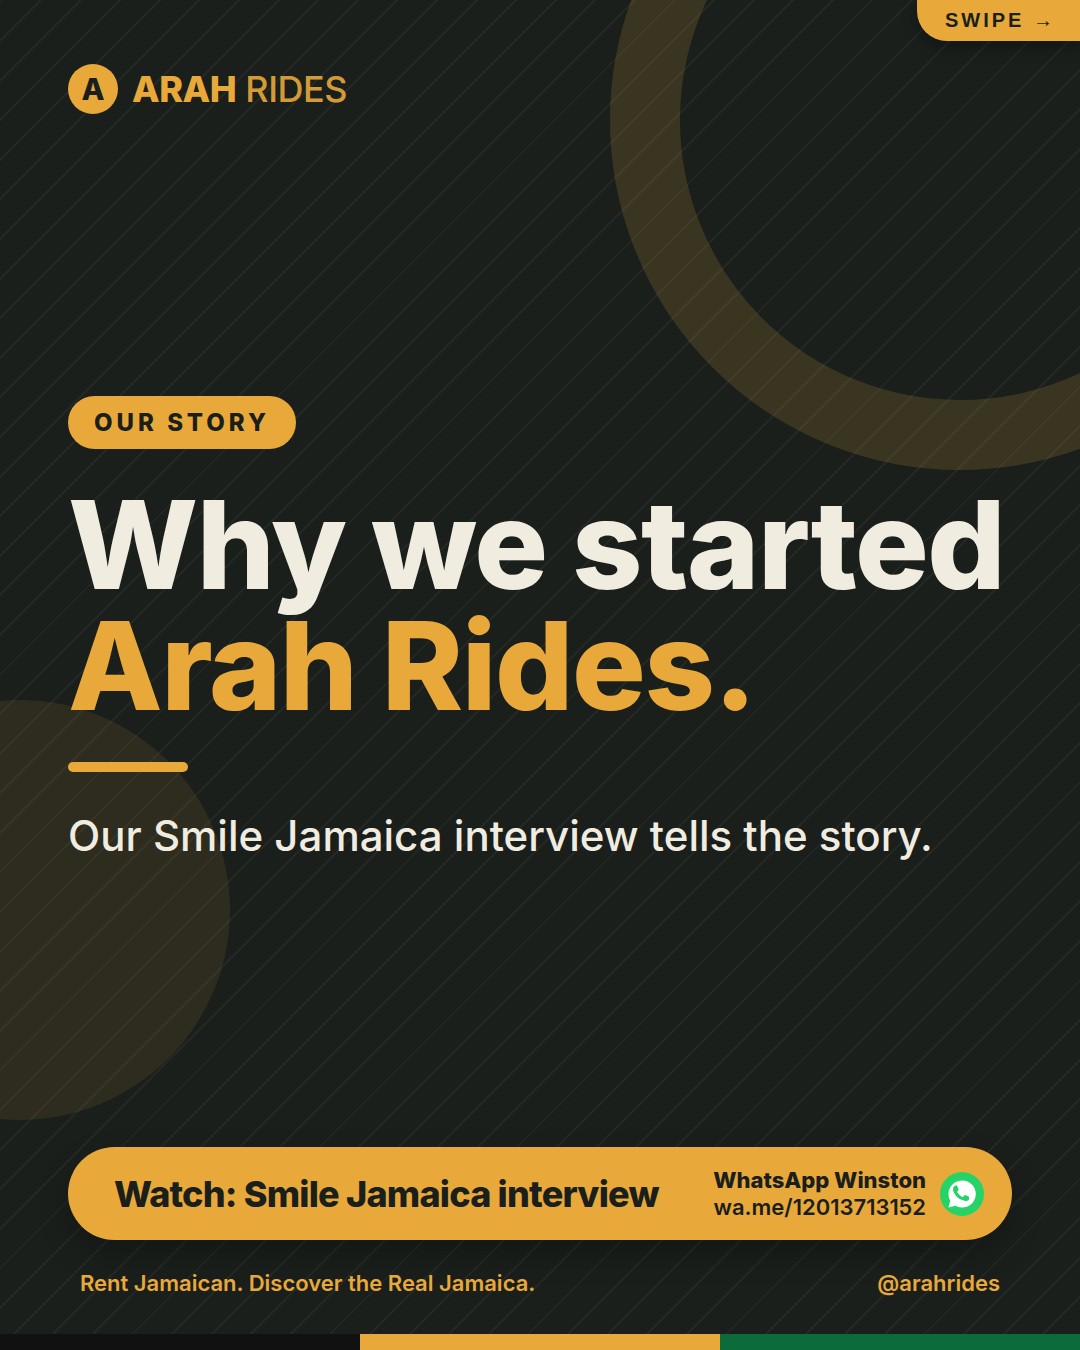 SWIPE →
A ARAH RIDES
OUR STORY
Why we started
Arah Rides.
Our Smile Jamaica interview tells the story.
Watch: Smile Jamaica interview
WhatsApp Winston
wa.me/12013713152
Rent Jamaican. Discover the Real Jamaica.
@arahrides